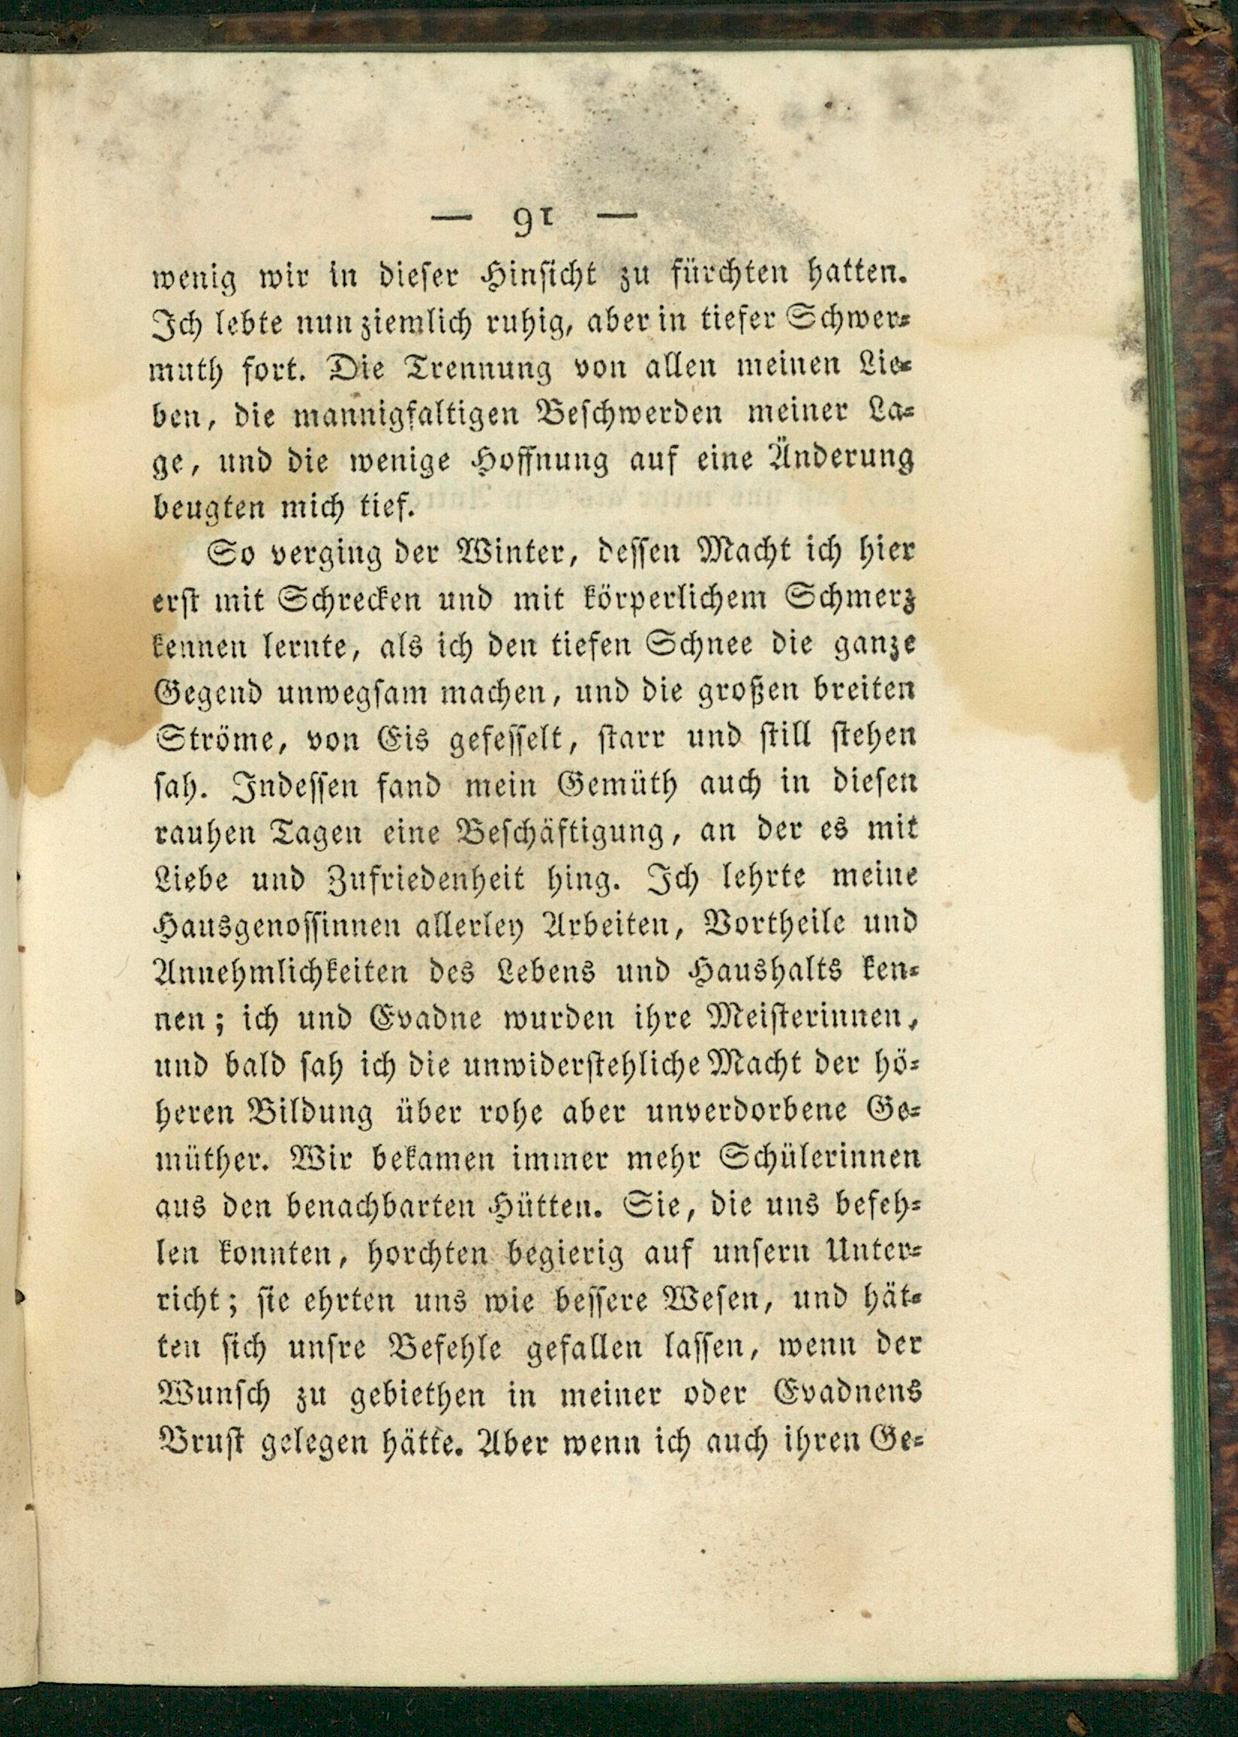 — 91 —
wenig wir in dieser Hinsicht zu fürchten hatten.
Ich lebte nun ziemlich ruhig, aber in tiefer Schwer-
muth fort. Die Trennung von allen meinen Lie-
ben, die mannigfaltigen Beschwerden meiner La-
ge, und die wenige Hoffnung auf eine Änderung
beugten mich tief.
So verging der Winter, dessen Macht ich hier
erst mit Schrecken und mit körperlichem Schmerz
kennen lernte, als ich den tiefen Schnee die ganze
Gegend unwegsam machen, und die großen breiten
Ströme, von Eis gefesselt, starr und still stehen
sah. Indessen fand mein Gemüth auch in diesen
rauhen Tagen eine Beschäftigung, an der es mit
Liebe und Zufriedenheit hing. Ich lehrte meine
Hausgenossinnen allerley Arbeiten, Vortheile und
Annehmlichkeiten des Lebens und Haushalts ken-
nen; ich und Evadne wurden ihre Meisterinnen,
und bald sah ich die unwiderstehliche Macht der hö-
heren Bildung über rohe aber unverdorbene Ge-
müther. Wir bekamen immer mehr Schülerinnen
aus den benachbarten Hütten. Sie, die uns befeh-
len konnten, horchten begierig auf unsern Unter-
richt; sie ehrten uns wie bessere Wesen, und hät-
ten sich unsre Befehle gefallen lassen, wenn der
Wunsch zu gebiethen in meiner oder Evadnens
Brust gelegen hätte. Aber wenn ich auch ihren Ge-